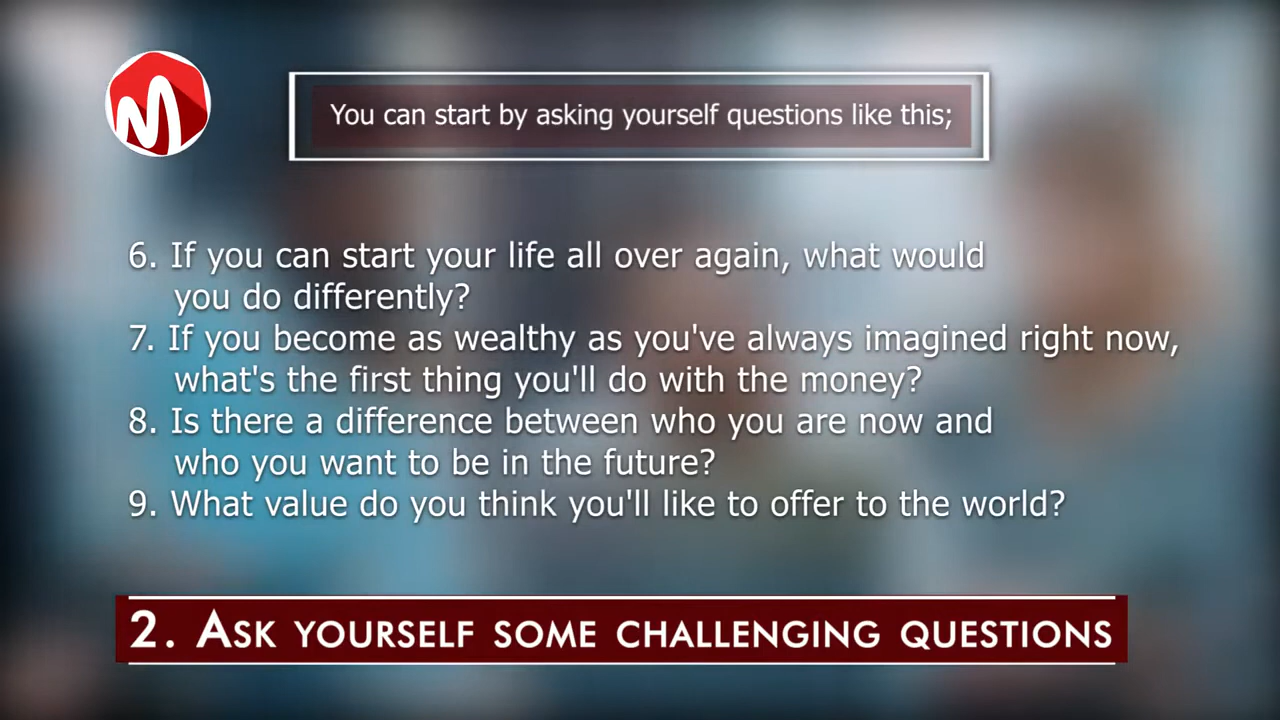 You can start by asking yourself questions like this;
6. If you can start your life all over again, what would
you do differently?
7. If you become as wealthy as you've always imagined right now,
what's the first thing you'll do with the money?
8. Is there a difference between who you are now and
who you want to be in the future?
9. What value do you think you'll like to offer to the world?
2. ASK YOURSELF SOME CHALLENGING QUESTIONS